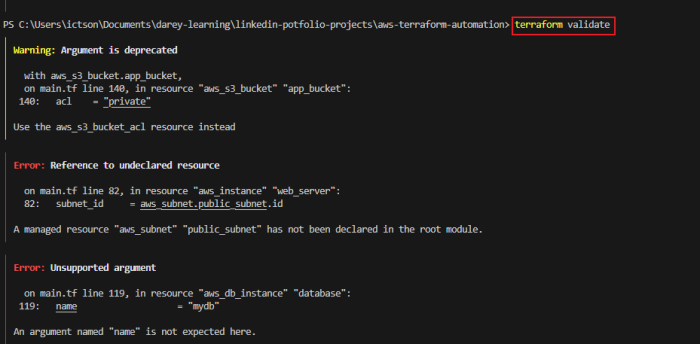 PS C:\Users\ictson\Documents\darey-learning\linkedin-potfolio-projects\aws-terraform-automation> terraform validate
Warning: Argument is deprecated
with aws_s3_bucket.app_bucket,
on main.tf line 140, in resource "aws_s3_bucket" "app_bucket":
140: acl = "private"
Use the aws_s3_bucket_acl resource instead
Error: Reference to undeclared resource
on main.tf line 82, in resource "aws_instance" "web_server":
82: subnet_id = aws_subnet.public_subnet.id
A managed resource "aws_subnet" "public_subnet" has not been declared in the root module.
Error: Unsupported argument
on main.tf line 119, in resource "aws_db_instance" "database":
119: name = "mydb"
An argument named "name" is not expected here.